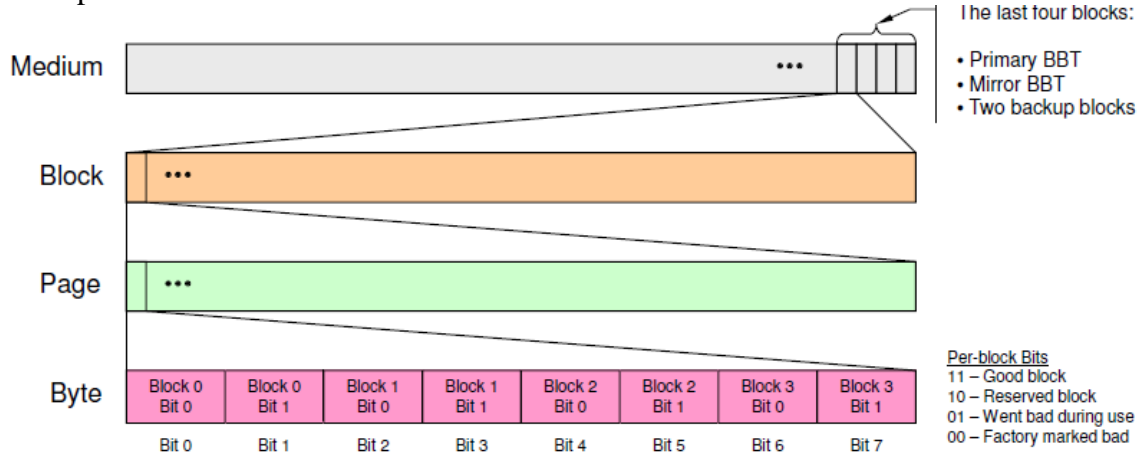 The last four blocks:
Medium
•••
• Primary BBT
• Mirror BBT
• Two backup blocks
Block
•••
Page
•••
Byte
Block 0 Block 0 Block 1 Block 1 Block 2 Block 2 Block 3 Block 3
Bit 0 Bit 1 Bit 0 Bit 1 Bit 0 Bit 1 Bit 0 Bit 1
Bit 0 Bit 1 Bit 2 Bit 3 Bit 4 Bit 5 Bit 6 Bit 7
Per-block Bits
11 – Good block
10 – Reserved block
01 – Went bad during use
00 – Factory marked bad